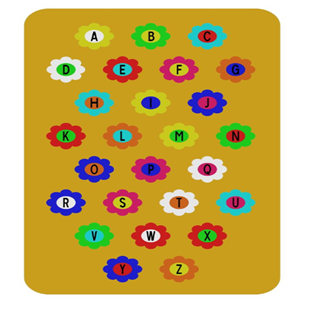 A B C
D E F G
H I J
K L M N
O P Q
R S T U
V W X
Y Z